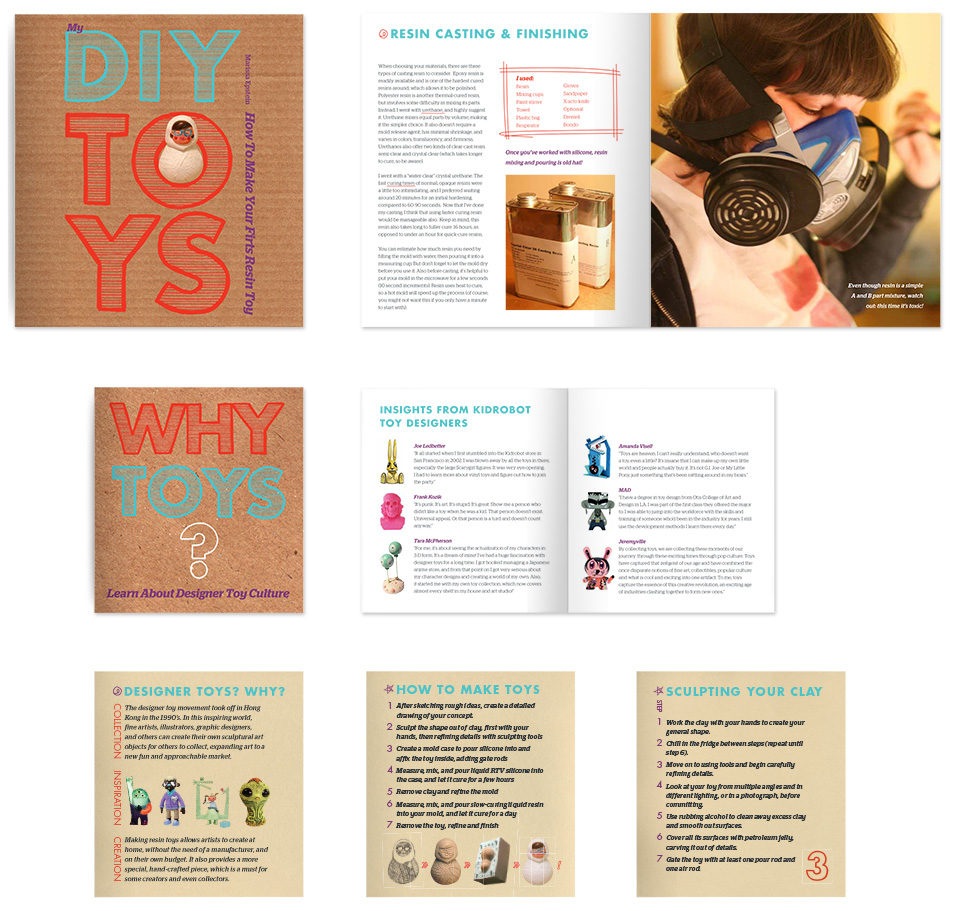 My
DIY
TO
YS
Marissa Epstein
How To Make Your Firts Resin Toy
RESIN CASTING & FINISHING
When choosing your materials, there are three
types of casting resin to consider. Epoxy resin is
readily available and is one of the hardest cured
resins around, which allows it to be polished.
Polyester resin is another thermal-cured resin,
but involves some difficulty in mixing its parts.
Instead, I went with urethanes and highly suggest
it. Urethane mixes equal parts by volume, making
it the simpler choice. It also doesn't require a
mold release agent, has minimal shrinkage, and
varies in colors, translucency, and firmness.
Urethanes also offer two kinds of clear-cast resin:
semi clear and crystal clear (which takes longer
to cure, so be aware).
I went with a "water clear" crystal urethane. The
fast curing times of normal, opaque resins were
a little too intimidating, and I preferred waiting
around 20 minutes for an initial hardening,
compared to 60-90 seconds. Now that I've done
my casting, I think that using faster curing resin
would be manageable also. Keep in mind, this
resin also takes long to fuller cure 16 hours, as
opposed to under an hour for quick cure resins.
You can estimate how much resin you need by
filling the mold with water, then pouring it into a
measuring cup. But don't forget to let the mold dry
before you use it. Also before casting, it's helpful to
put your mold in the microwave for a few seconds
(10 second increments). Resin uses heat to cure,
so a hot mold will speed up the process (of course
you might not want this if you only have a minute
to start with).
I used:
Resin
Mixing cups
Paint stirrer
Towel
Plastic bag
Respirator
Gloves
Sandpaper
X-acto knife
Optional:
Dremel
Bondo
Once you've worked with silicone, resin
mixing and pouring is old hat!
Even though resin is a simple
A and B part mixture, watch
out: this time it's toxic!
WHY
TOYS
?
Learn About Designer Toy Culture
INSIGHTS FROM KIDROBOT
TOY DESIGNERS
Joe Ledbetter
"It all started when I first stumbled into the Kidrobot store in
San Francisco in 2002. I was blown away by all the toys in there,
especially the large Scarygirl figures. It was very eye-opening.
I had to learn more about vinyl toys and figure out how to join
the party."
Frank Kozik
"It's punk. It's art. It's stupid. It's great. Show me a person who
didn't like a toy when he was a kid. That person doesn't exist.
Universal appeal. Or that person is a turd and doesn't count
anyway."
Tara McPherson
"For me, it's about seeing the actualization of my characters in
3-D form. It's a dream of mine! I've had a huge fascination with
designer toys for a long time. I got hooked managing a Japanese
anime store, and from that point on I got very serious about
my character designs and creating a world of my own. Also,
it started me with my own toy collection, which now covers
almost every shelf in my house and art studio!"
Amanda Visell
"Toys are heaven. I can't really understand, who doesn't want
a toy, even a little? It's insane that I can make up my own little
world and people actually buy it. It's not G.I. Joe or My Little
Pony, just something that's been rolling around in my brain."
MAD
"I have a degree in toy design from Otis College of Art and
Design in LA. I was part of the first class they offered the major
to. I was able to jump into the workforce with the skills and
training of someone who'd been in the industry for years. I still
use the development methods I learn there every day."
Jeremyville
"By collecting toys, we are collecting these moments of our
journey through these exciting times through pop culture. Toys
have captured that zeitgeist of our age and have combined the
once disparate notions of fine art, collectibles, popular culture
and what is cool and exciting into one artifact. To me, toys
capture the essence of this creative revolution, an exciting age
of industries clashing together to form new ones."
DESIGNER TOYS? WHY?
COLLECTION
The designer toy movement took off in Hong
Kong in the 1990's. In this inspiring world,
fine artists, illustrators, graphic designers,
and others can create their own sculptural art
objects for others to collect, expanding art to a
new fun and approachable market.
INSPIRATION
CREATION
Making resin toys allows artists to create at
home, without the need of a manufacturer, and
on their own budget. It also provides a more
special, hand-crafted piece, which is a must for
some creators and even collectors.
HOW TO MAKE TOYS
1 After sketching rough ideas, create a detailed
drawing of your concept.
2 Sculpt the shape out of clay, first with your
hands, then refining details with sculpting tools
3 Create a mold case to pour silicone into and
affix the toy inside, adding gate rods
4 Measure, mix, and pour liquid RTV silicone into
the case, and let it cure for a few hours
5 Remove clay and refine the mold
6 Measure, mix, and pour slow-curing liquid resin
into your mold, and let it cure for a day
7 Remove the toy, refine and finish
SCULPTING YOUR CLAY
STEP
1 Work the clay with your hands to create your
general shape.
2 Chill in the fridge between steps (repeat until
step 6).
3 Move on to using tools and begin carefully
refining details.
4 Look at your toy from multiple angles and in
different lighting, or in a photograph, before
committing.
5 Use rubbing alcohol to clean away excess clay
and smooth out surfaces.
6 Cover all its surfaces with petroleum jelly,
carving it out of details.
7 Gate the toy with at least one pour rod and
one air rod.
3